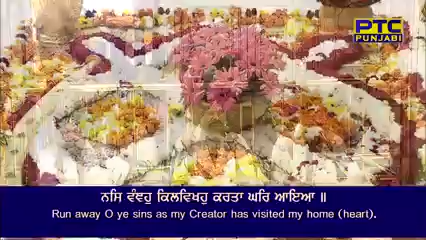 PTC
PUNJABI
ਨਸਿ ਵੰਞਹੁ ਕਿਲਵਿਖਹੁ ਕਰਤਾ ਘਰਿ ਆਇਆ ॥
Run away O ye sins as my Creator has visited my home (heart).